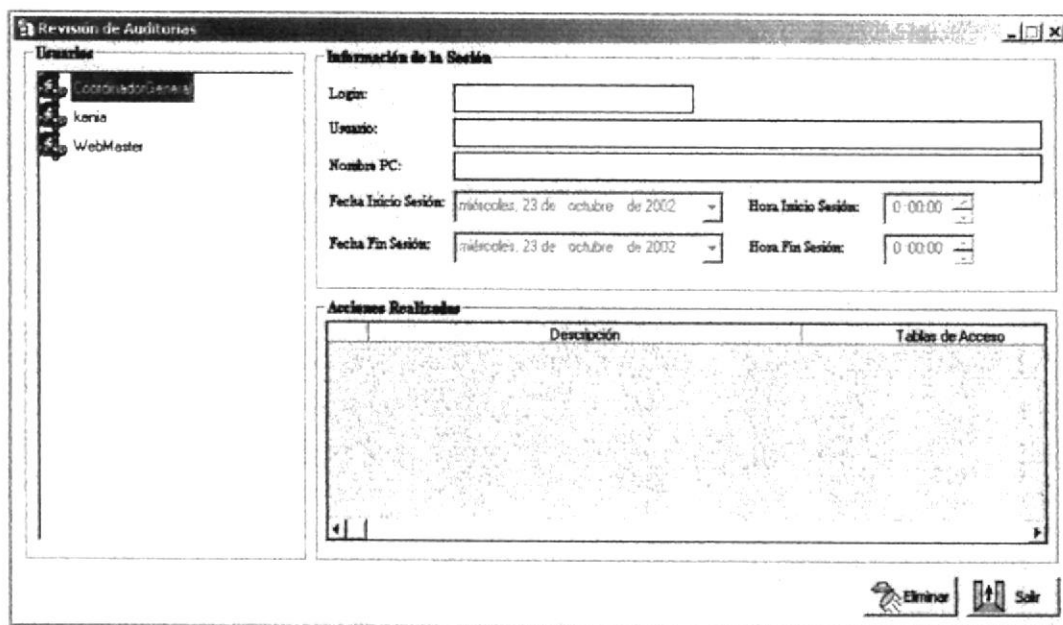 Revisión de Auditorias
Usuarios
CoordinadorGeneral
kenia
WebMaster
Información de la Sesión
Login:
Usuario:
Nombre PC:
Fecha Inicio Sesión: miércoles, 23 de octubre de 2002 Hora Inicio Sesión: 0:00:00
Fecha Fin Sesión: miércoles, 23 de octubre de 2002 Hora Fin Sesión: 0:00:00
Acciones Realizadas
Descripción Tablas de Acceso
Eliminar Salir